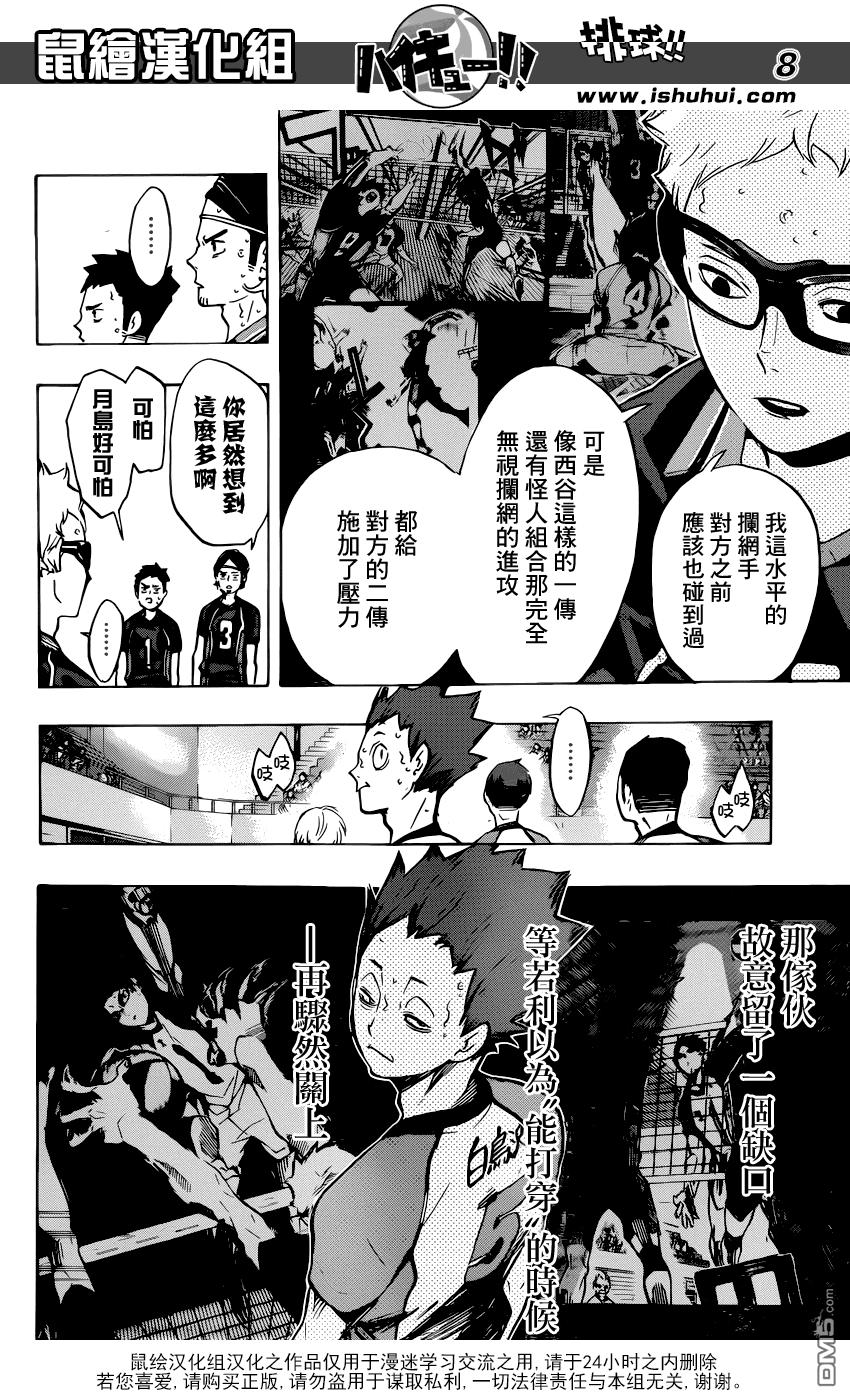 鼠繪漢化組
ハイキュー!!
排球!!
8
www.ishuhui.com
我這水平的
攔網手
對方之前
應該也碰到過
可是
像西谷這樣的一傳
還有怪人組合那完全
無視攔網的進攻
都給
對方的二傳
施加了壓力
……
你居然想到
這麼多啊
可怕
月島好可怕
……
1
3
吱
吱
……
吱
吱
那傢伙
故意留了一個缺口
等若利以為〝能打穿〞的時候
—再驟然關上
白鳥沢
鼠绘汉化组汉化之作品仅用于漫迷学习交流之用, 请于24小时之内删除
若您喜爱, 请购买正版, 请勿盗用于谋取私利, 一切法律责任与本组无关, 谢谢。
DM5.com